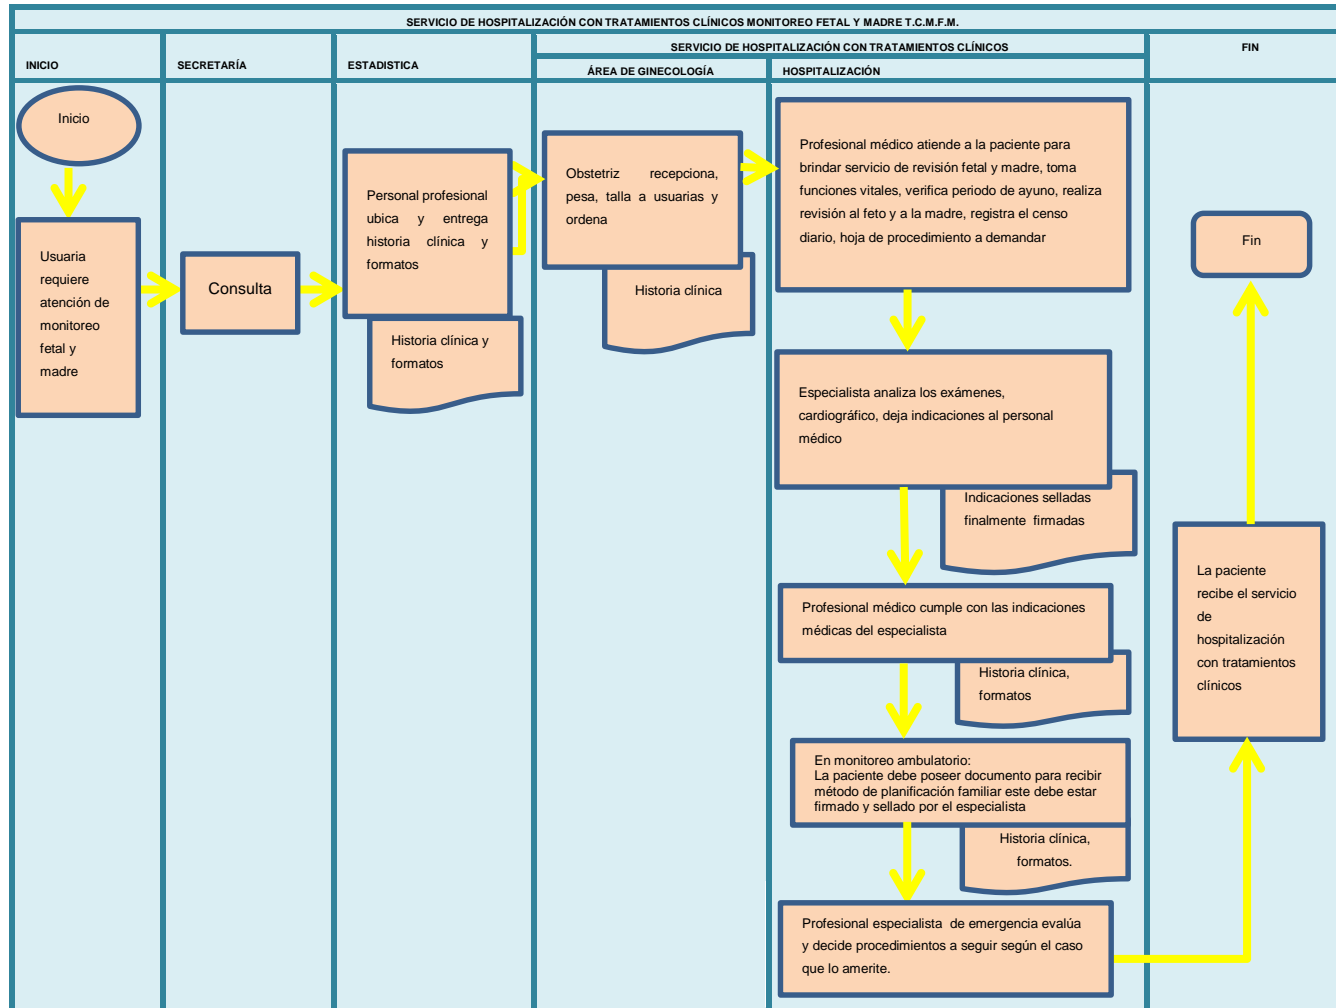 SERVICIO DE HOSPITALIZACIÓN CON TRATAMIENTOS CLÍNICOS MONITOREO FETAL Y MADRE T.C.M.F.M.
INICIO
SECRETARÍA
ESTADISTICA
SERVICIO DE HOSPITALIZACIÓN CON TRATAMIENTOS CLÍNICOS
ÁREA DE GINECOLOGÍA
HOSPITALIZACIÓN
FIN
Inicio
Usuaria
requiere
atención de
monitoreo
fetal y
madre
Consulta
Personal profesional
ubica y entrega
historia clínica y
formatos
Historia clínica y
formatos
Obstetriz recepciona,
pesa, talla a usuarias y
ordena
Historia clínica
Profesional médico atiende a la paciente para
brindar servicio de revisión fetal y madre, toma
funciones vitales, verifica periodo de ayuno, realiza
revisión al feto y a la madre, registra el censo
diario, hoja de procedimiento a demandar
Especialista analiza los exámenes,
cardiográfico, deja indicaciones al personal
médico
Indicaciones selladas
finalmente firmadas
Profesional médico cumple con las indicaciones
médicas del especialista
Historia clínica,
formatos
En monitoreo ambulatorio:
La paciente debe poseer documento para recibir
método de planificación familiar este debe estar
firmado y sellado por el especialista
Historia clínica,
formatos.
Profesional especialista de emergencia evalúa
y decide procedimientos a seguir según el caso
que lo amerite.
La paciente
recibe el servicio
de
hospitalización
con tratamientos
clínicos
Fin